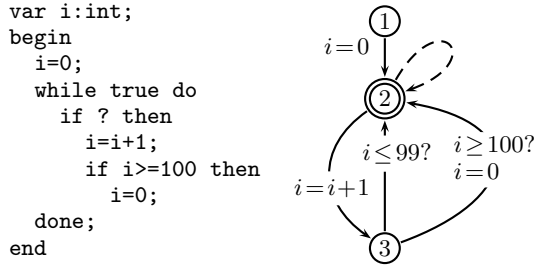 var i:int;
begin
  i=0;
  while true do
    if ? then
      i=i+1;
      if i>=100 then
        i=0;
  done;
end
1
i=0
2
i≤99?
i≥100?
i=0
i=i+1
3